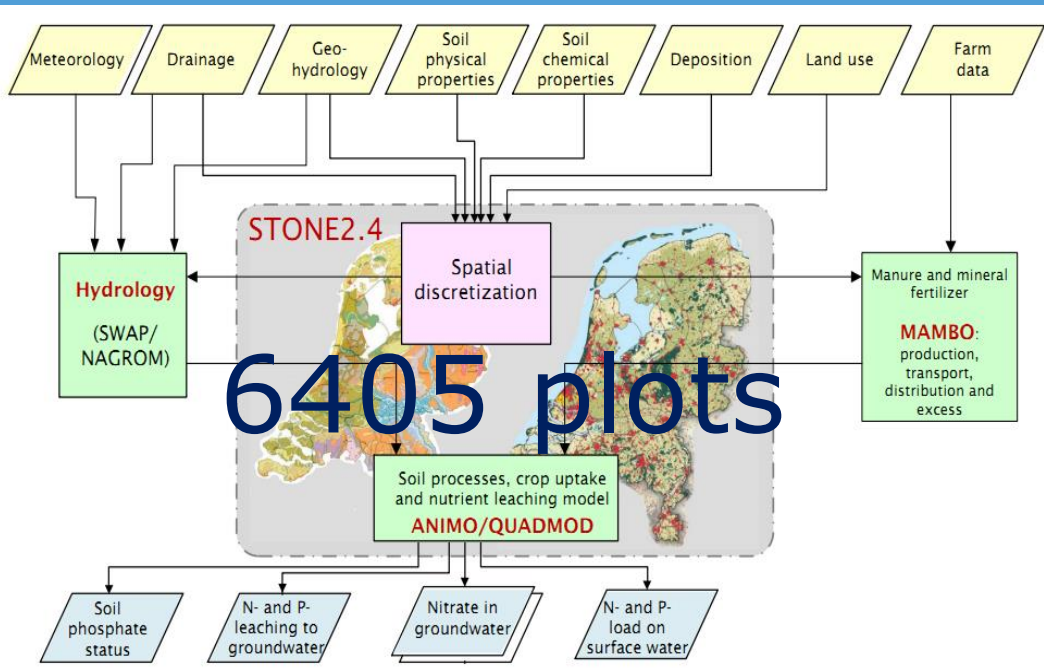 Meteorology
Drainage
Geo-
hydrology
Soil
physical
properties
Soil
chemical
properties
Deposition
Land use
Farm
data
STONE2.4
Spatial
discretization
Hydrology
(SWAP/
NAGROM)
Manure and mineral
fertilizer
MAMBO:
production,
transport,
distribution and
excess
6405 plots
Soil processes, crop uptake
and nutrient leaching model
ANIMO/QUADMOD
Soil
phosphate
status
N- and P-
leaching to
groundwater
Nitrate in
groundwater
N- and P-
load on
surface water